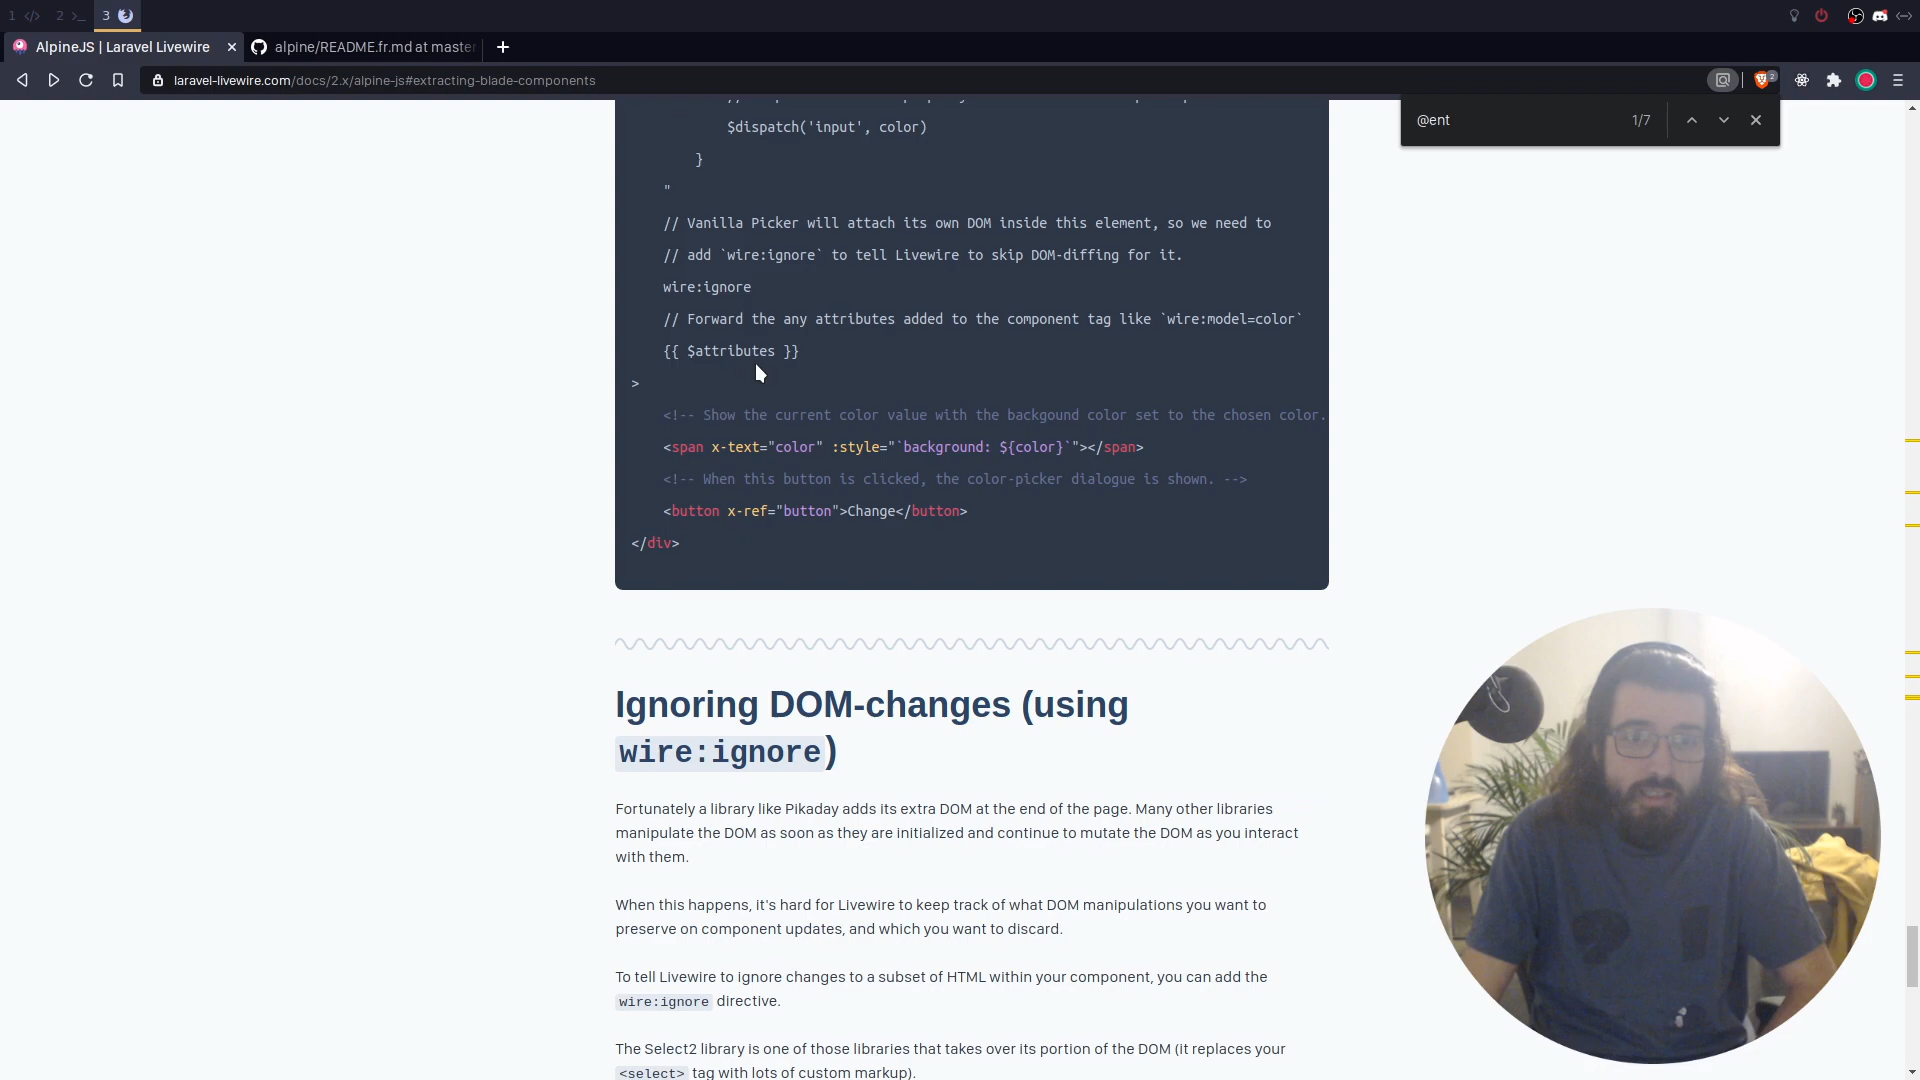 1 </> 2 >_ 3
AlpineJS | Laravel Livewire
alpine/README.fr.md at master
laravel-livewire.com/docs/2.x/alpine-js#extracting-blade-components
2
@ent 1/7
$dispatch('input', color)
}
"
// Vanilla Picker will attach its own DOM inside this element, so we need to
// add `wire:ignore` to tell Livewire to skip DOM-diffing for it.
wire:ignore
// Forward the any attributes added to the component tag like `wire:model=color`
{{ $attributes }}
>
<!-- Show the current color value with the backgound color set to the chosen color.
<span x-text="color" :style="`background: ${color}`"></span>
<!-- When this button is clicked, the color-picker dialogue is shown. -->
<button x-ref="button">Change</button>
</div>
Ignoring DOM-changes (using
wire:ignore)
Fortunately a library like Pikaday adds its extra DOM at the end of the page. Many other libraries
manipulate the DOM as soon as they are initialized and continue to mutate the DOM as you interact
with them.
When this happens, it's hard for Livewire to keep track of what DOM manipulations you want to
preserve on component updates, and which you want to discard.
To tell Livewire to ignore changes to a subset of HTML within your component, you can add the
wire:ignore directive.
The Select2 library is one of those libraries that takes over its portion of the DOM (it replaces your
<select> tag with lots of custom markup).